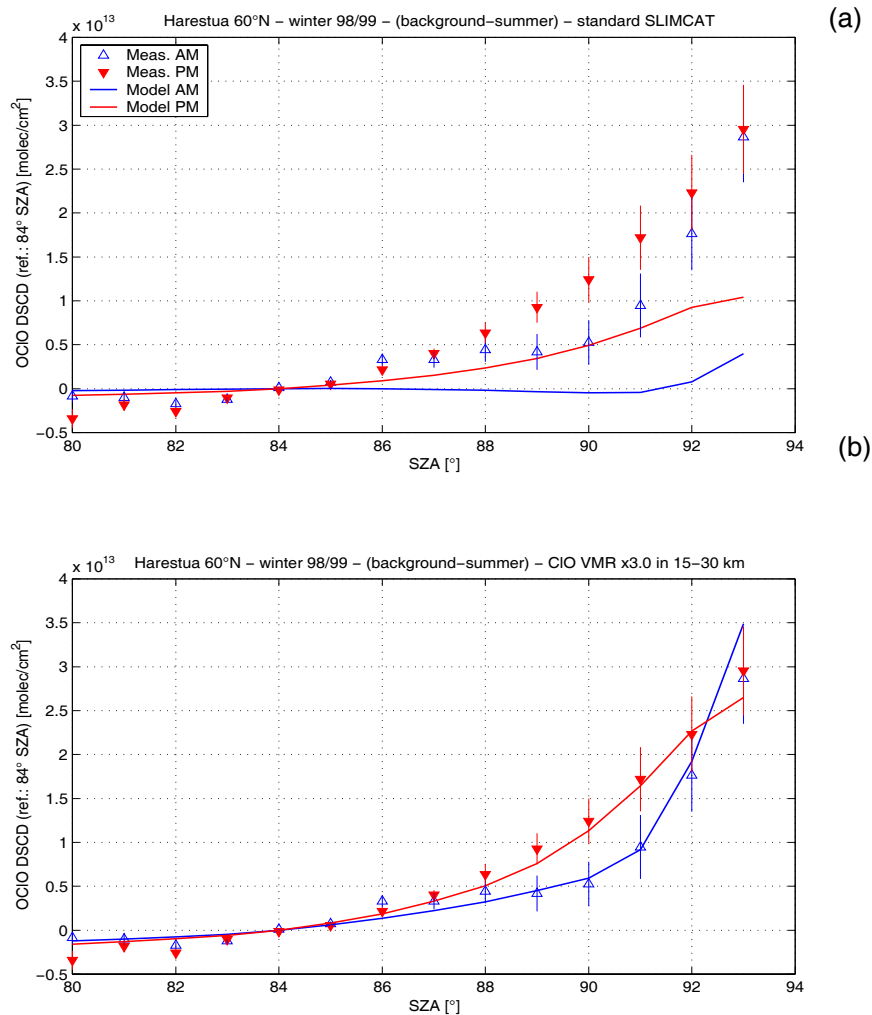 Harestua 60°N − winter 98/99 − (background−summer) − standard SLIMCAT
(a)
x 10^13
4
3.5
3
2.5
2
1.5
1
0.5
0
−0.5
OClO DSCD (ref.: 84° SZA) [molec/cm²]
Meas. AM
Meas. PM
Model AM
Model PM
80 82 84 86 88 90 92 94
SZA [°]
(b)
Harestua 60°N − winter 98/99 − (background−summer) − ClO VMR x3.0 in 15−30 km
x 10^13
4
3.5
3
2.5
2
1.5
1
0.5
0
−0.5
OClO DSCD (ref.: 84° SZA) [molec/cm²]
80 82 84 86 88 90 92 94
SZA [°]